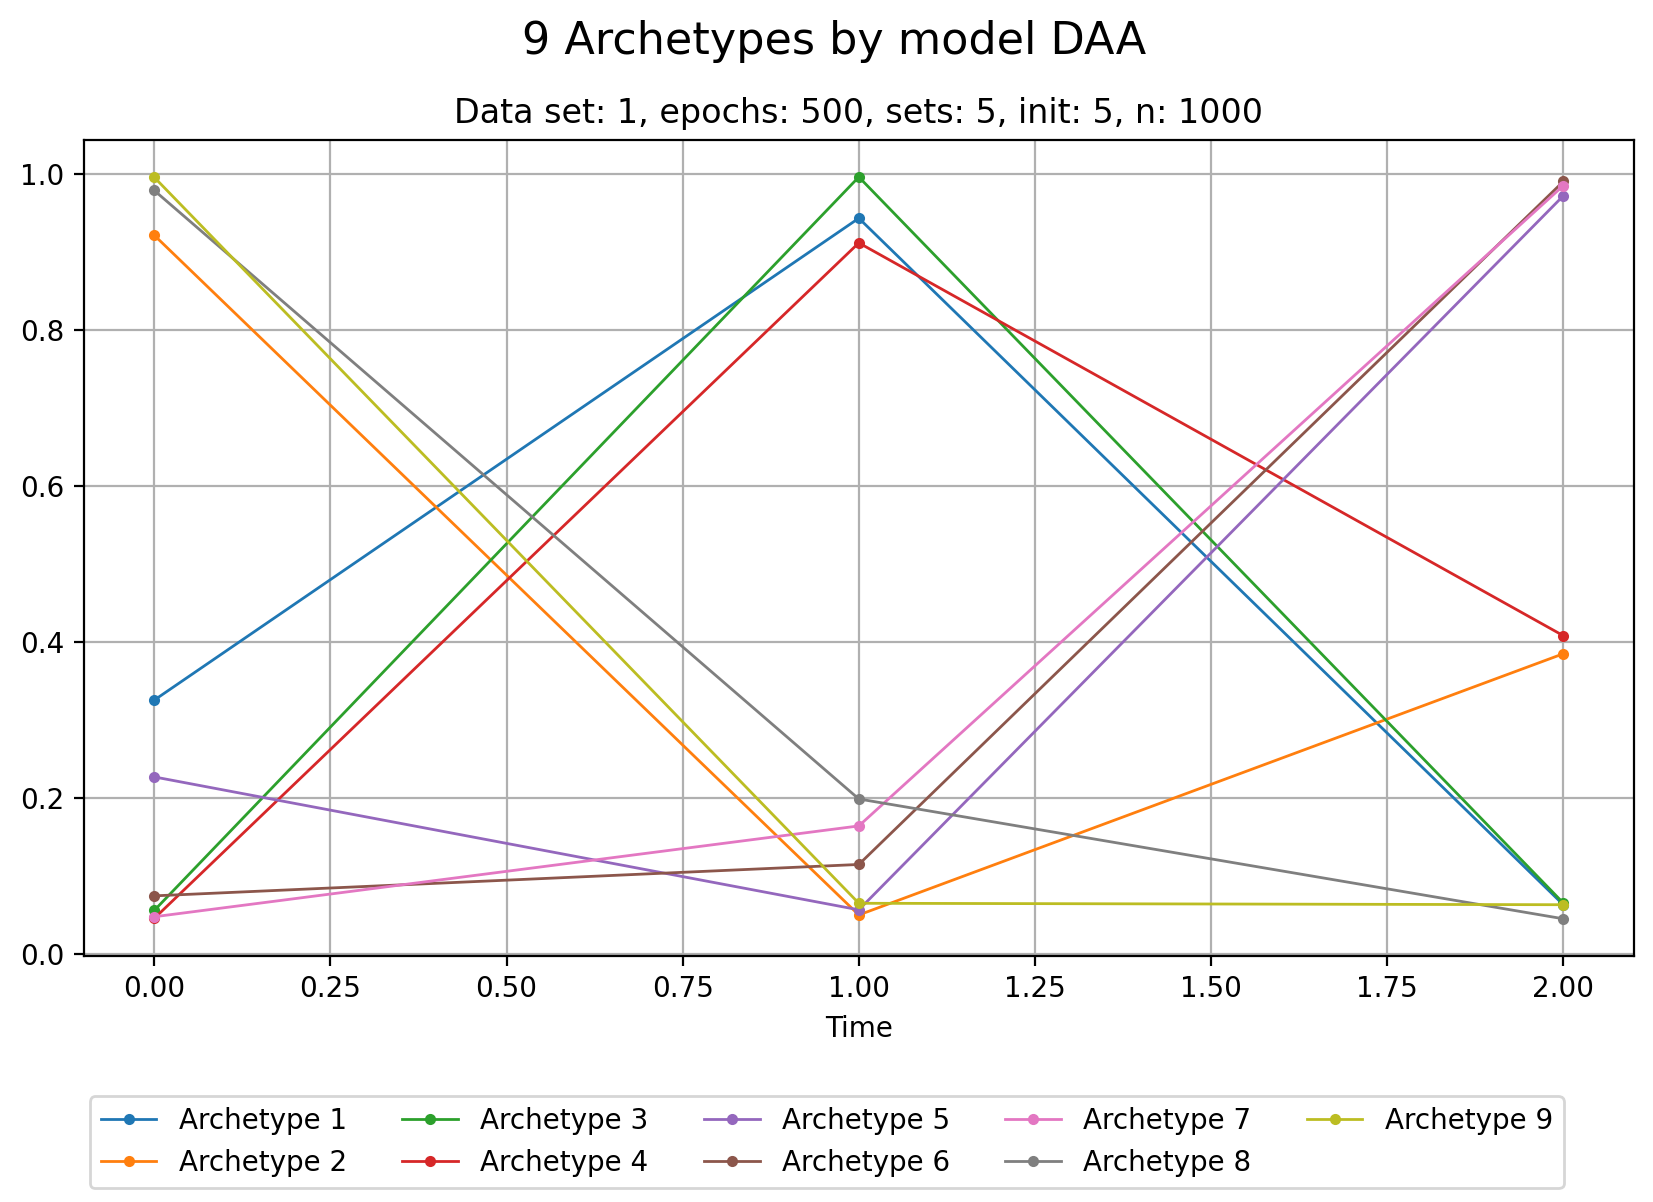 9 Archetypes by model DAA
Data set: 1, epochs: 500, sets: 5, init: 5, n: 1000
1.0
0.8
0.6
0.4
0.2
0.0
0.00 0.25 0.50 0.75 1.00 1.25 1.50 1.75 2.00
Time
Archetype 1 Archetype 3 Archetype 5 Archetype 7 Archetype 9
Archetype 2 Archetype 4 Archetype 6 Archetype 8